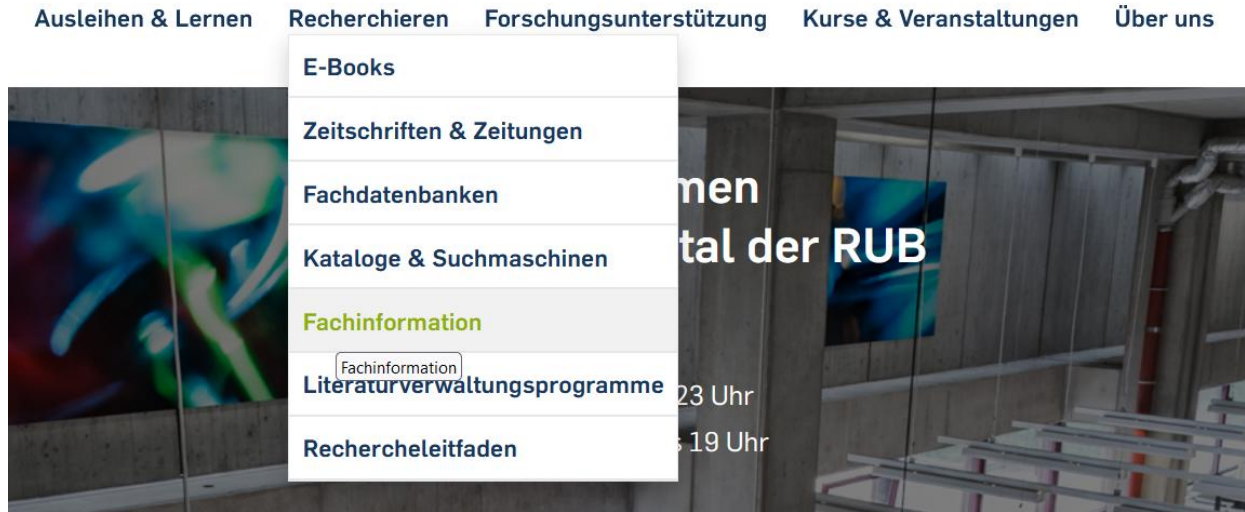 Ausleihen & Lernen Recherchieren Forschungsunterstützung Kurse & Veranstaltungen Über uns
E-Books
Zeitschriften & Zeitungen
Fachdatenbanken
men
Kataloge & Suchmaschinen
tal der RUB
Fachinformation
Fachinformation
Literaturverwaltungsprogramme
23 Uhr
Rechercheleitfaden
s 19 Uhr